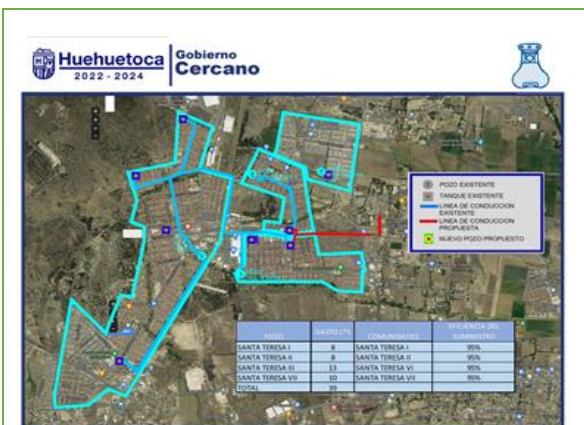 Huehuetoca
2022 - 2024
Gobierno
Cercano
POZO EXISTENTE
TANQUE EXISTENTE
LINEA DE CONDUCCION
EXISTENTE
LINEA DE CONDUCCION
PROPUESTA
NUEVO POZO PROPUESTO
POZO GASTO L*S COMUNIDADES EFICIENCIA DEL SUMINISTRO
SANTA TERESA I 8 SANTA TERESA I 95%
SANTA TERESA II 8 SANTA TERESA II 95%
SANTA TERESA III 13 SANTA TERESA VI 95%
SANTA TERESA VII 10 SANTA TERESA VII 95%
TOTAL 39